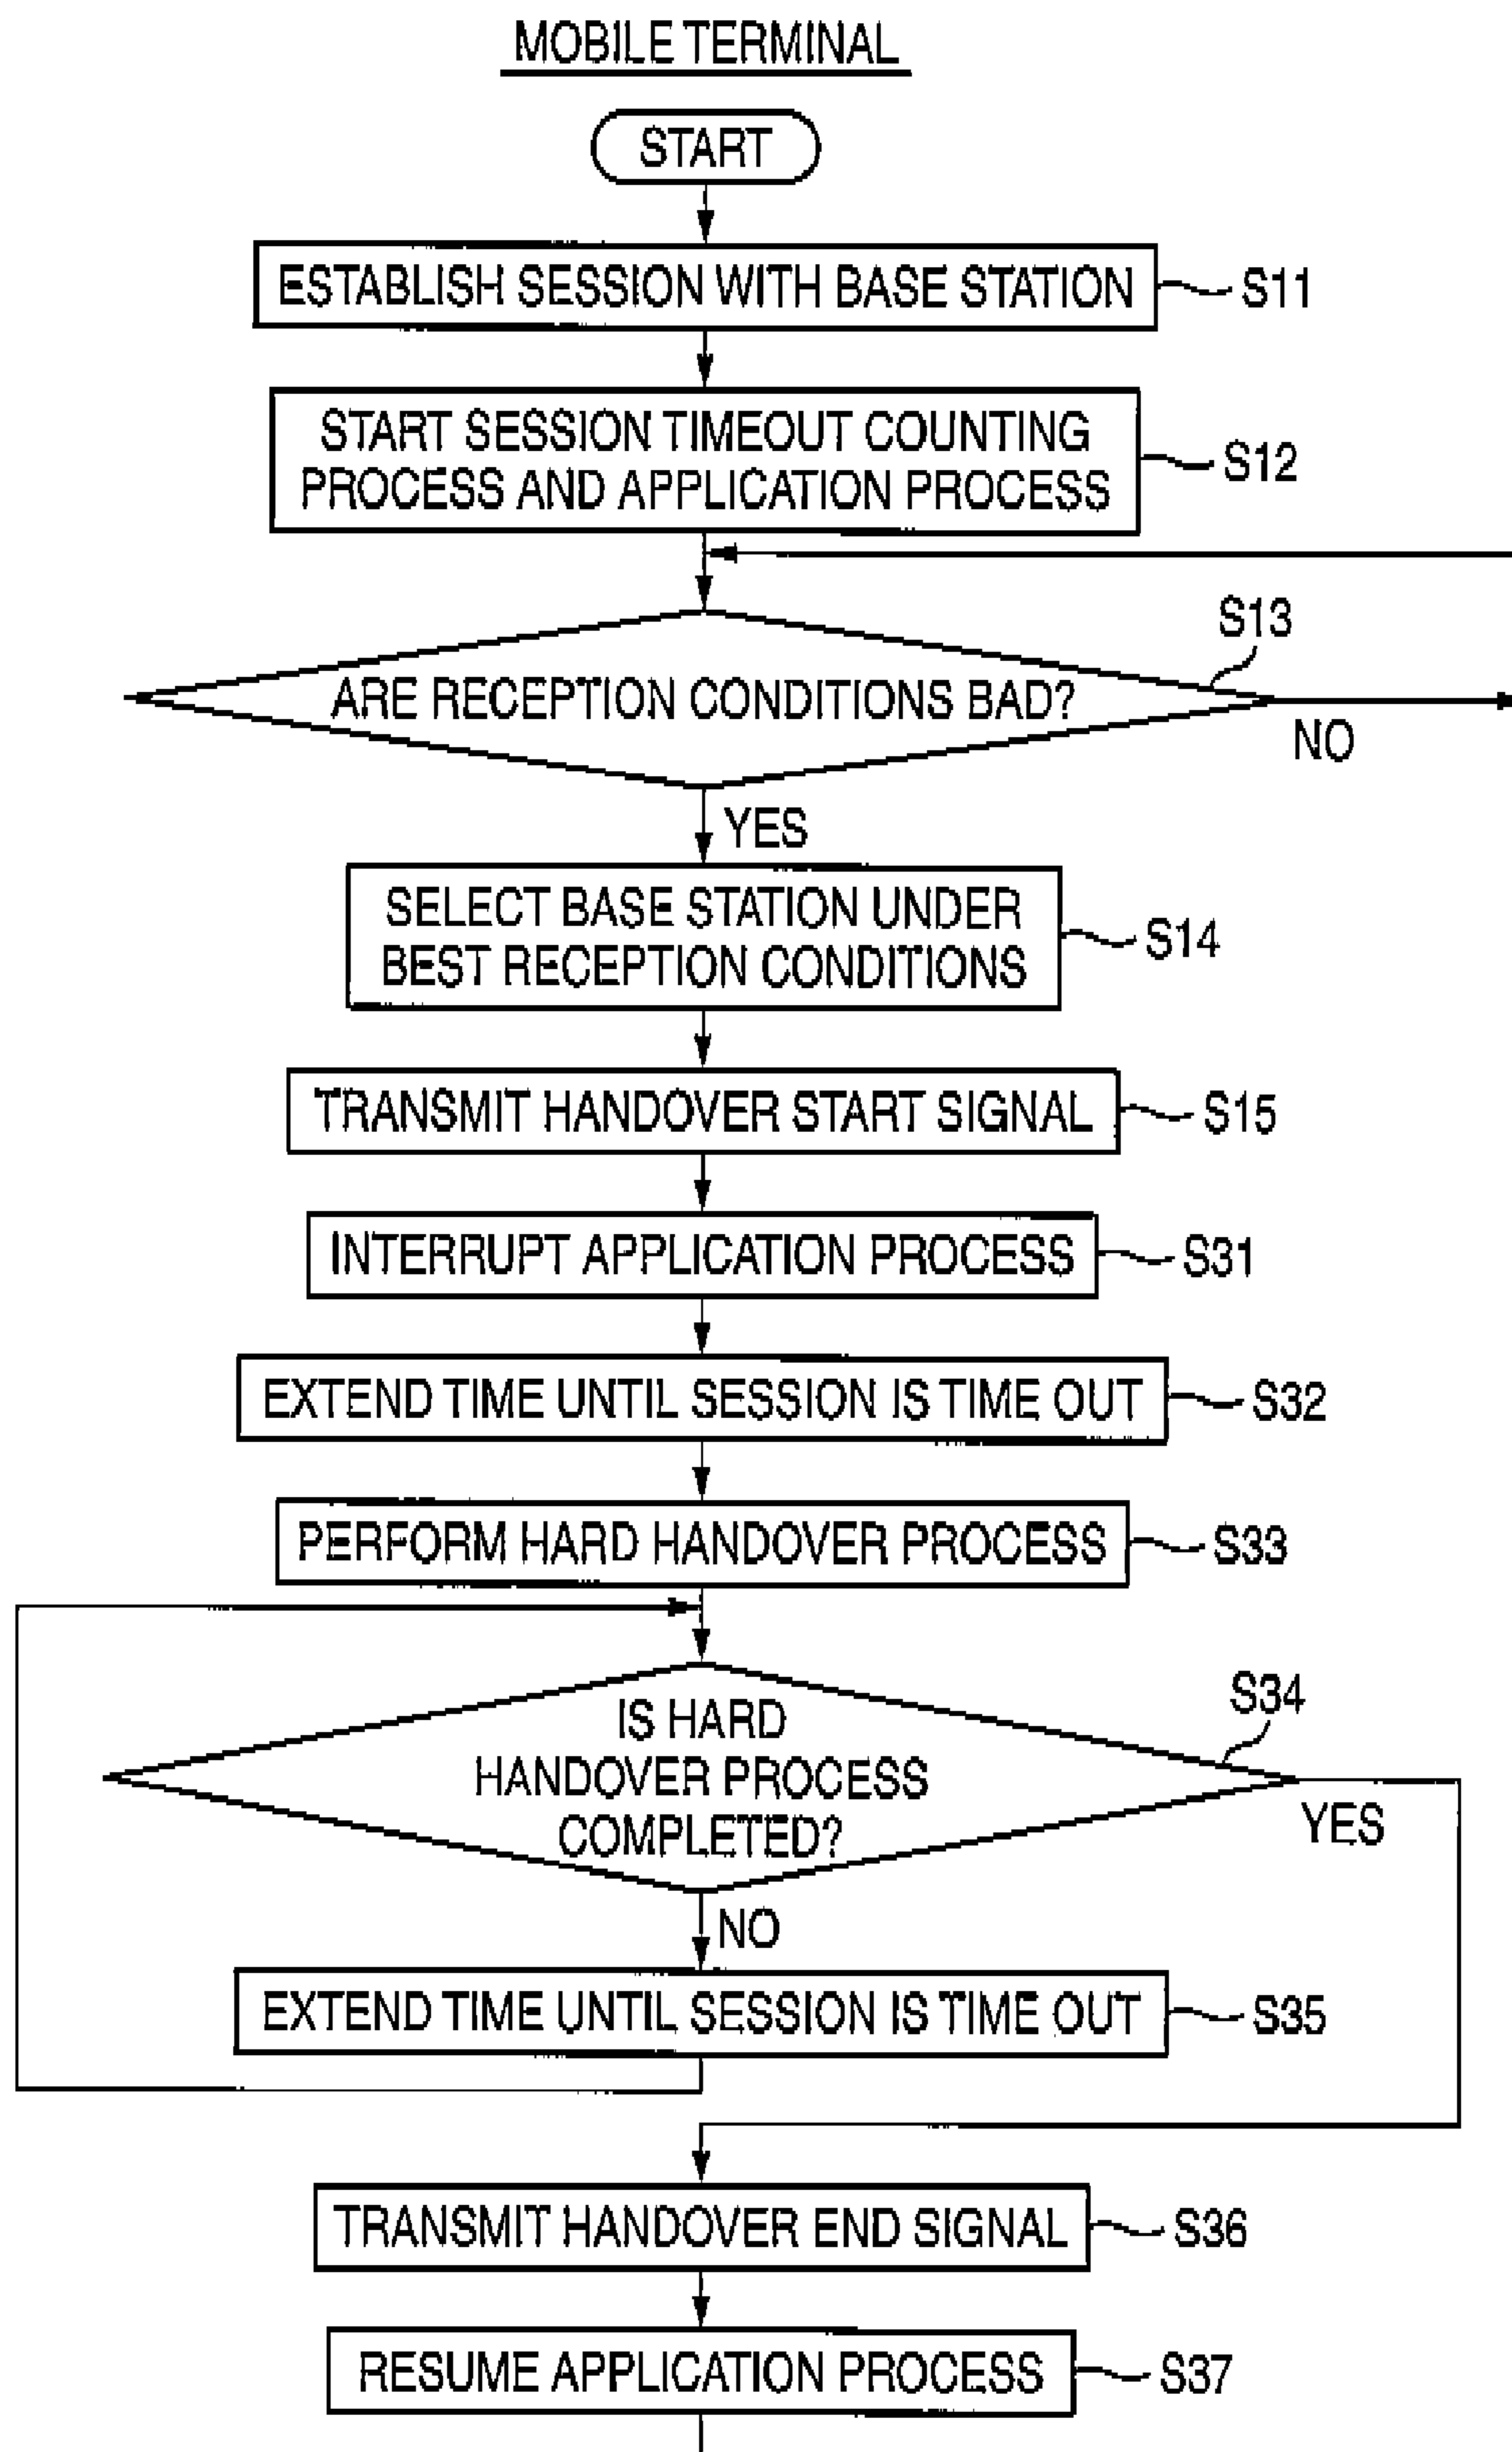 MOBILE TERMINAL
START
ESTABLISH SESSION WITH BASE STATION
S11
START SESSION TIMEOUT COUNTING
PROCESS AND APPLICATION PROCESS
S12
S13
ARE RECEPTION CONDITIONS BAD?
NO
YES
SELECT BASE STATION UNDER
BEST RECEPTION CONDITIONS
S14
TRANSMIT HANDOVER START SIGNAL
S15
INTERRUPT APPLICATION PROCESS
S31
EXTEND TIME UNTIL SESSION IS TIME OUT
S32
PERFORM HARD HANDOVER PROCESS
S33
S34
IS HARD
HANDOVER PROCESS
COMPLETED?
YES
NO
EXTEND TIME UNTIL SESSION IS TIME OUT
S35
TRANSMIT HANDOVER END SIGNAL
S36
RESUME APPLICATION PROCESS
S37